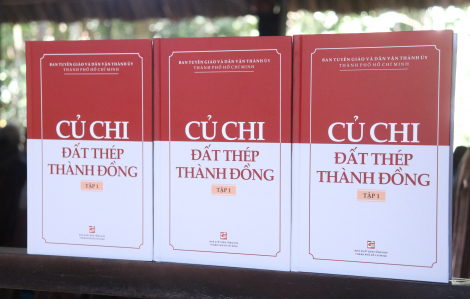 BAN TUYÊN GIÁO VÀ DÂN VẬN THÀNH ỦY
THÀNH PHỐ HỒ CHÍ MINH
CỦ CHI
ĐẤT THÉP
THÀNH ĐỒNG
TẬP 1
BAN TUYÊN GIÁO VÀ DÂN VẬN THÀNH ỦY
THÀNH PHỐ HỒ CHÍ MINH
CỦ CHI
ĐẤT THÉP
THÀNH ĐỒNG
TẬP 1
BAN TUYÊN GIÁO VÀ DÂN VẬN THÀNH ỦY
THÀNH PHỐ HỒ CHÍ MINH
CỦ CHI
ĐẤT THÉP
THÀNH ĐỒNG
TẬP 1